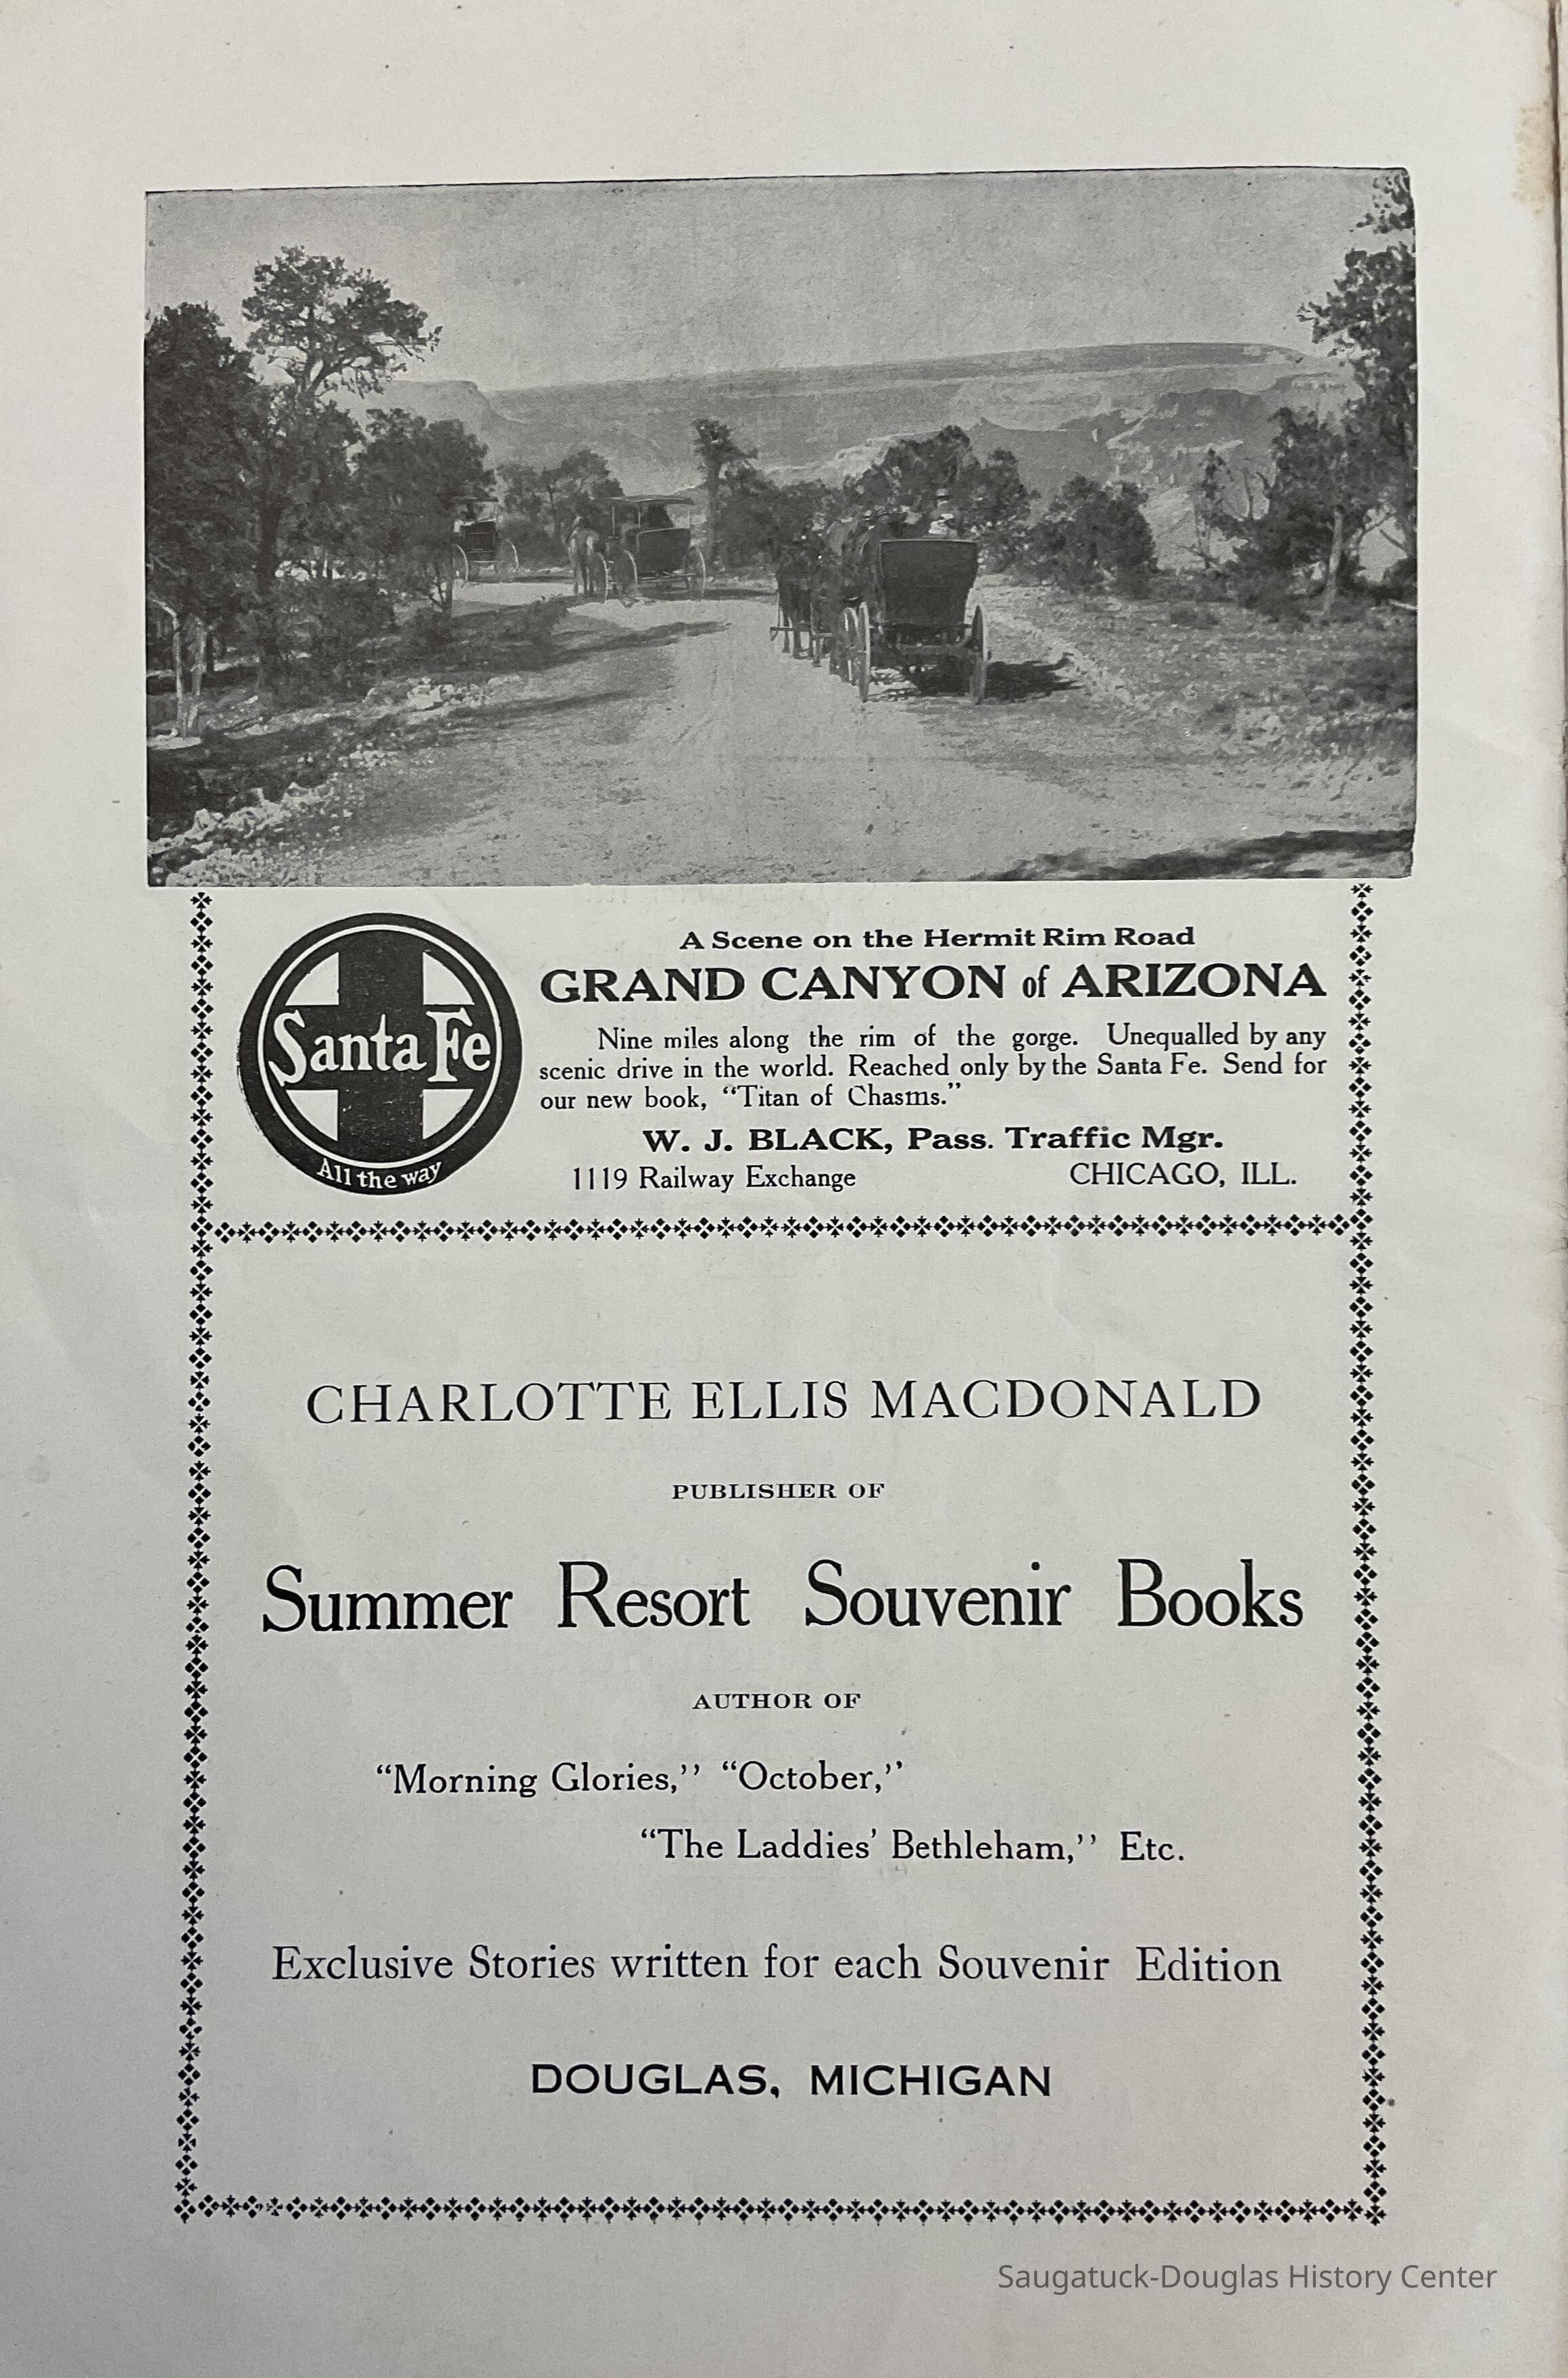 A Scene on the Hermit Rim Road
GRAND CANYON of ARIZONA
Nine miles along the rim of the gorge. Unequalled by any
scenic drive in the world. Reached only by the Santa Fe. Send for
our new book, “Titan of Chasms.”
W. J. BLACK, Pass. Traffic Mgr.
1119 Railway Exchange CHICAGO, ILL.
Santa Fe
All the way
CHARLOTTE ELLIS MACDONALD
PUBLISHER OF
Summer Resort Souvenir Books
AUTHOR OF
“Morning Glories,’’ “October,’’
“The Laddies’ Bethleham,’’ Etc.
Exclusive Stories written for each Souvenir Edition
DOUGLAS, MICHIGAN
Saugatuck-Douglas History Center